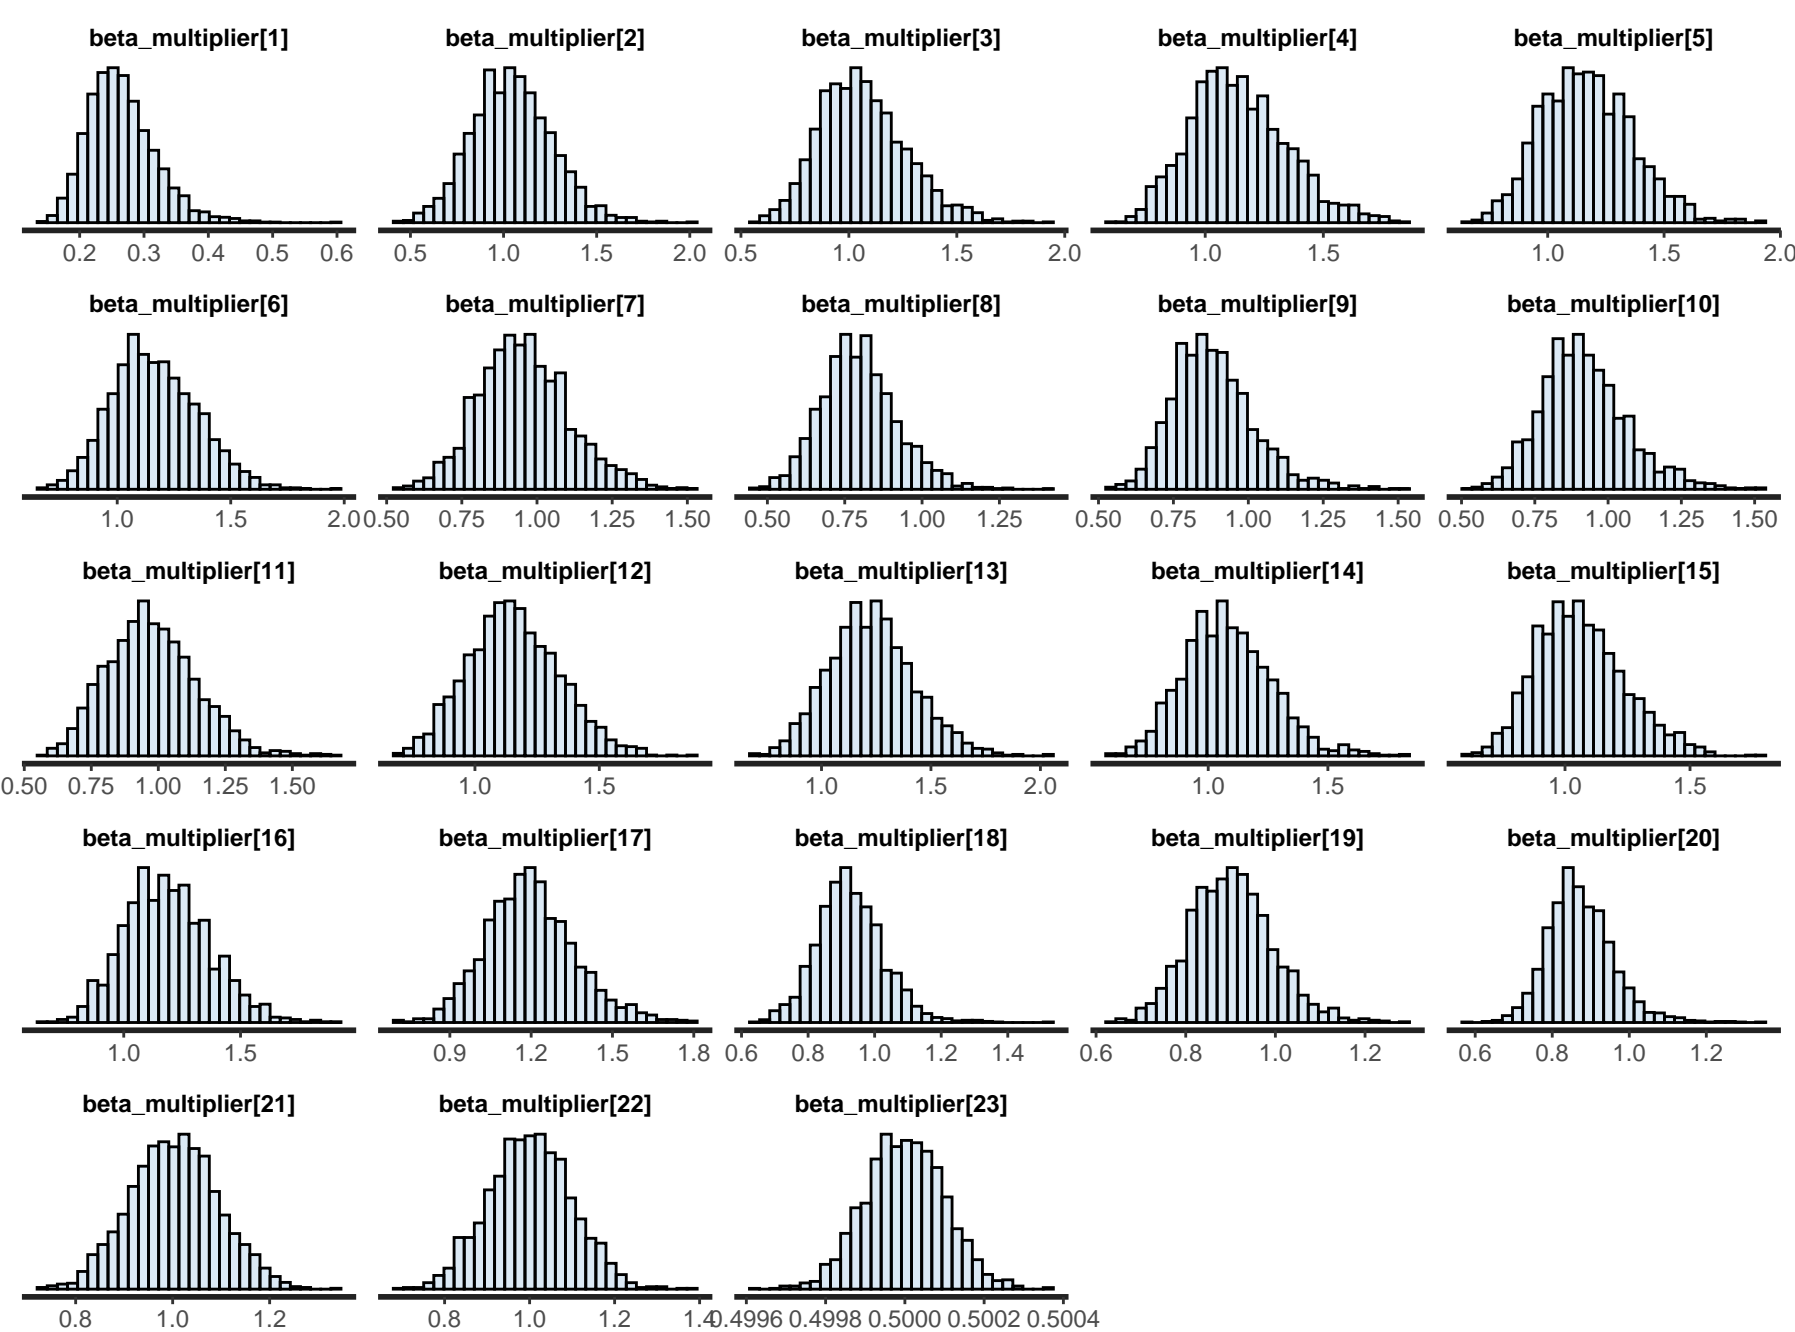 beta_multiplier[1] beta_multiplier[2] beta_multiplier[3] beta_multiplier[4] beta_multiplier[5]
0.2 0.3 0.4 0.5 0.6 0.5 1.0 1.5 2.0 0.5 1.0 1.5 2.0 1.0 1.5 1.0 1.5 2.0
beta_multiplier[6] beta_multiplier[7] beta_multiplier[8] beta_multiplier[9] beta_multiplier[10]
1.0 1.5 2.0 0.50 0.75 1.00 1.25 1.50 0.50 0.75 1.00 1.25 0.50 0.75 1.00 1.25 1.50 0.50 0.75 1.00 1.25 1.50
beta_multiplier[11] beta_multiplier[12] beta_multiplier[13] beta_multiplier[14] beta_multiplier[15]
0.50 0.75 1.00 1.25 1.50 1.0 1.5 1.0 1.5 2.0 1.0 1.5 1.0 1.5
beta_multiplier[16] beta_multiplier[17] beta_multiplier[18] beta_multiplier[19] beta_multiplier[20]
1.0 1.5 0.9 1.2 1.5 1.8 0.6 0.8 1.0 1.2 1.4 0.6 0.8 1.0 1.2 0.6 0.8 1.0 1.2
beta_multiplier[21] beta_multiplier[22] beta_multiplier[23]
0.8 1.0 1.2 0.8 1.0 1.2 1.4 0.4996 0.4998 0.5000 0.5002 0.5004